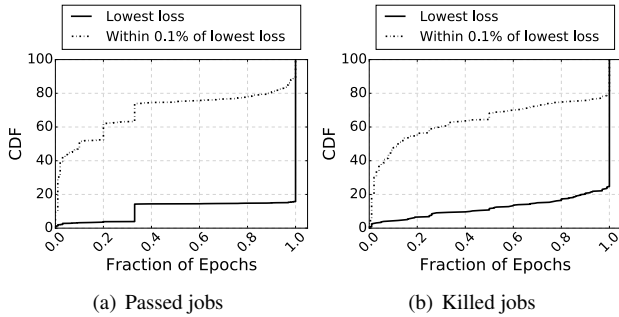 Lowest loss
Within 0.1% of lowest loss
100
80
60
40
20
0
CDF
0.0
0.2
0.4
0.6
0.8
1.0
Fraction of Epochs
(a) Passed jobs
Lowest loss
Within 0.1% of lowest loss
100
80
60
40
20
0
CDF
0.0
0.2
0.4
0.6
0.8
1.0
Fraction of Epochs
(b) Killed jobs